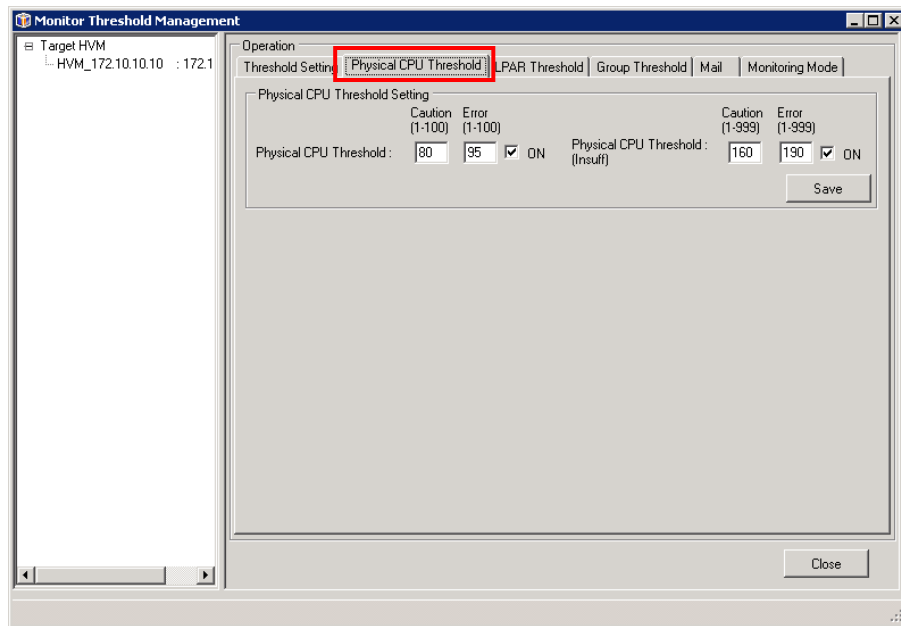 Monitor Threshold Management
Target HVM
HVM_172.10.10.10 : 172.1
Operation
Threshold Setting
Physical CPU Threshold
LPAR Threshold
Group Threshold
Mail
Monitoring Mode
Physical CPU Threshold Setting
Caution Error Caution Error
(1-100) (1-100) (1-999) (1-999)
Physical CPU Threshold : 80 95 ON Physical CPU Threshold : 160 190 ON
(Insuff)
Save
Close